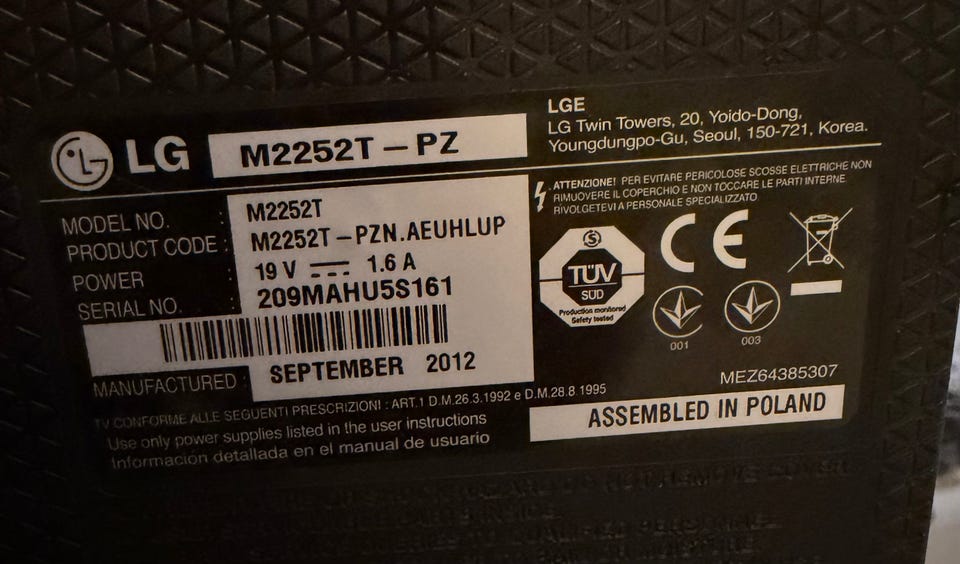 LG M2252T – PZ
LGE
LG Twin Towers, 20, Yoido-Dong,
Youngdungpo-Gu, Seoul, 150-721, Korea.
MODEL NO. : M2252T
PRODUCT CODE : M2252T – PZN.AEUHLUP
POWER : 19 V ⎓ 1.6 A
SERIAL NO. : 209MAHU5S161
MANUFACTURED : SEPTEMBER 2012
TV CONFORME ALLE SEGUENTI PRESCRIZIONI : ART.1 D.M.26.3.1992 e D.M.28.8.1995
Use only power supplies listed in the user instructions
Información detallada en el manual de usuario
ATTENZIONE! PER EVITARE PERICOLOSE SCOSSE ELETTRICHE NON
RIMUOVERE IL COPERCHIO E NON TOCCARE LE PARTI INTERNE
RIVOLGETEVI A PERSONALE SPECIALIZZATO
S
TÜV
SÜD
Production monitored
Safety tested
CE
001
003
MEZ64385307
ASSEMBLED IN POLAND